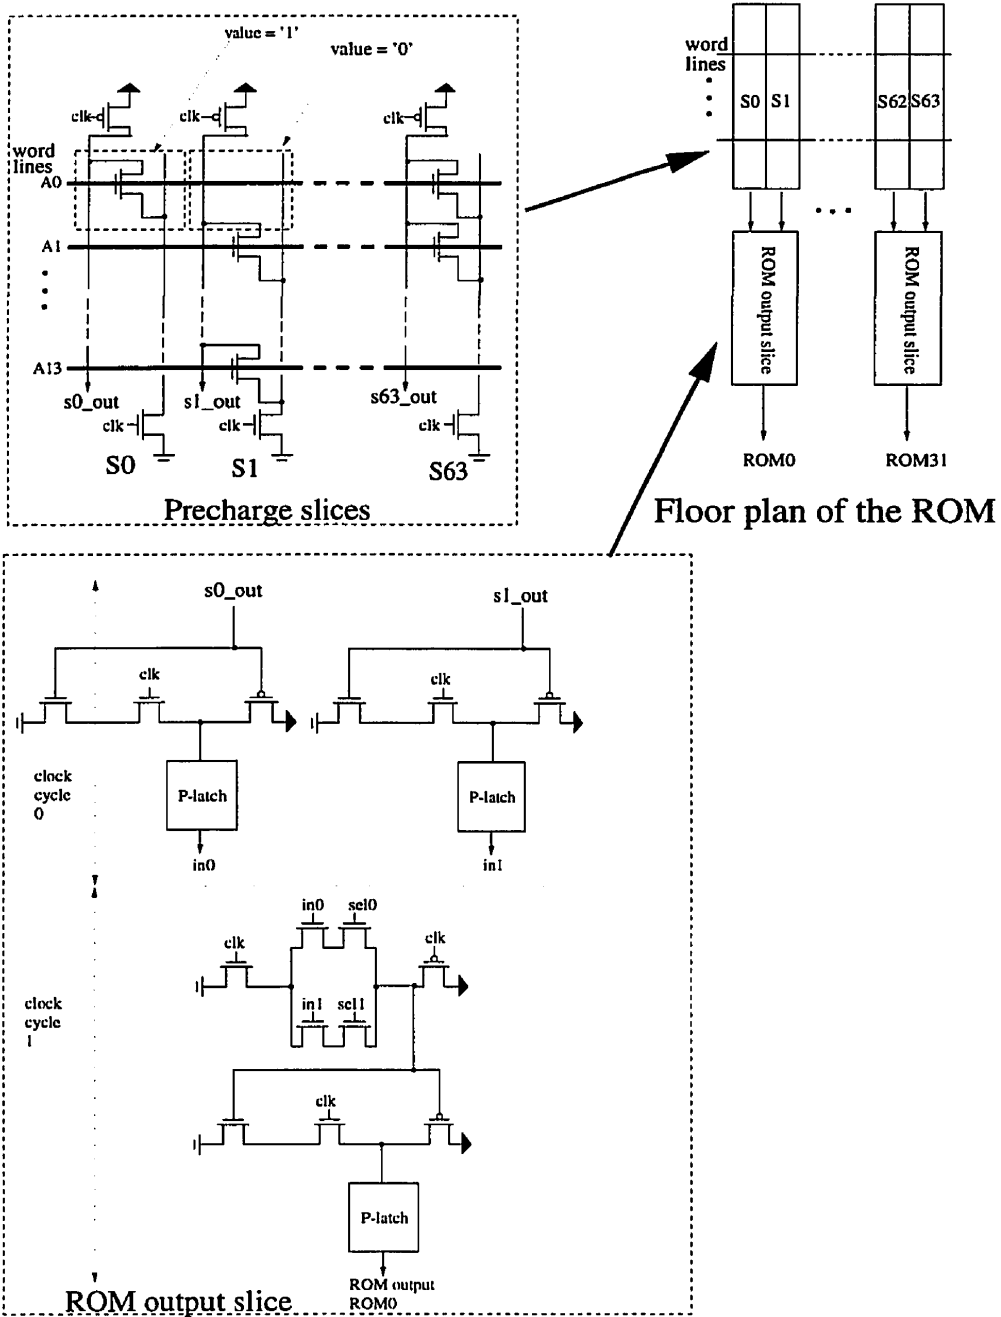 value = '1'
value = '0'
clk
clk
clk
word
lines
A0
A1
A13
s0_out
s1_out
s63_out
clk
clk
clk
S0
S1
S63
Precharge slices
word
lines
S0
S1
S62
S63
ROM output slice
ROM output slice
ROM0
ROM31
Floor plan of the ROM
s0_out
s1_out
clk
clk
clock
cycle
0
P-latch
P-latch
in0
in1
in0
sel0
clk
clk
clock
cycle
1
in1
sel1
clk
P-latch
ROM output
ROM0
ROM output slice